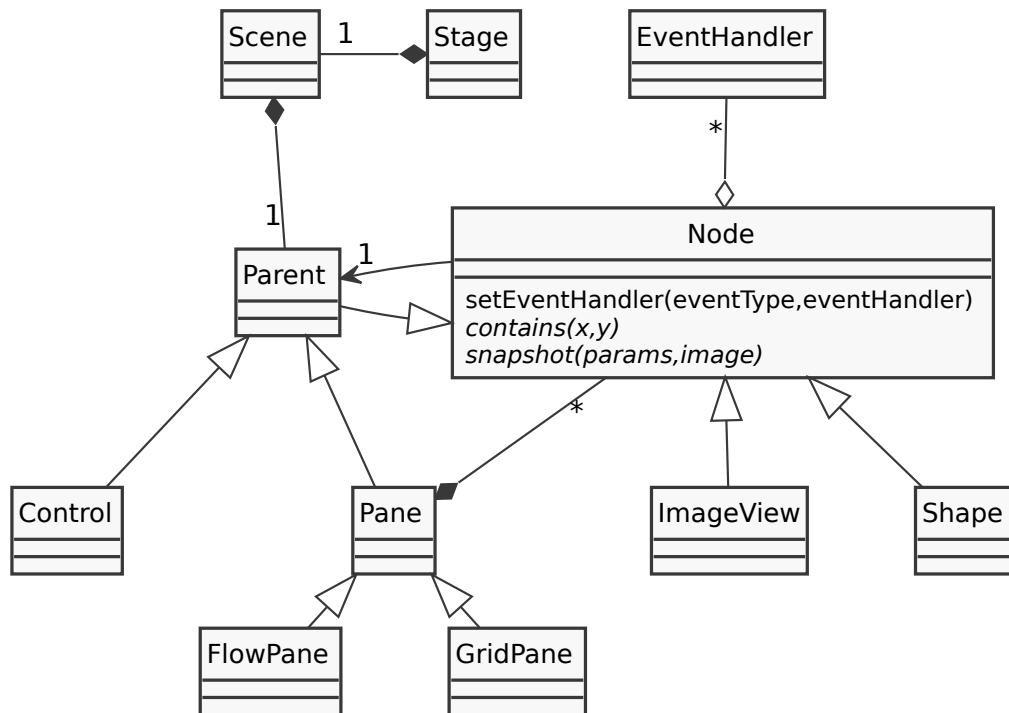 Scene
1
Stage
EventHandler
*
1
Node
Parent
1
setEventHandler(eventType,eventHandler)
contains(x,y)
snapshot(params,image)
*
Control
Pane
ImageView
Shape
FlowPane
GridPane